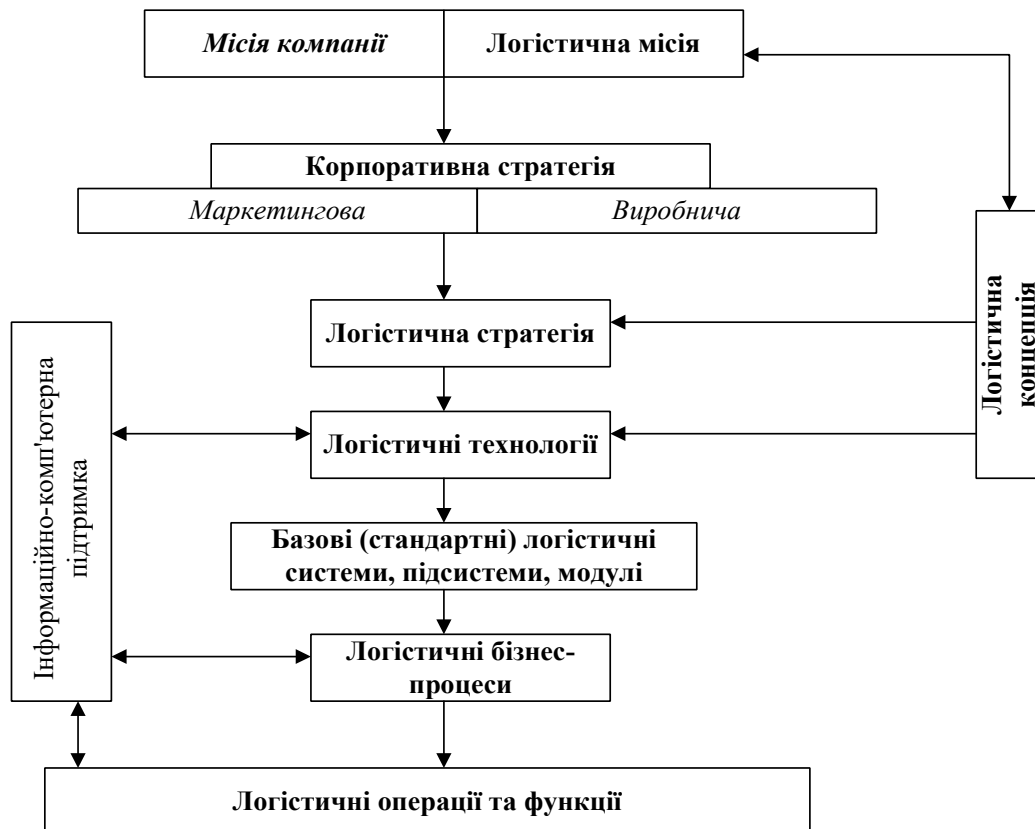 Місія компанії
Логістична місія
Корпоративна стратегія
Маркетингова
Виробнича
Логістична
концепція
Логістична стратегія
Інформаційно-комп'ютерна
підтримка
Логістичні технології
Базові (стандартні) логістичні
системи, підсистеми, модулі
Логістичні бізнес-
процеси
Логістичні операції та функції